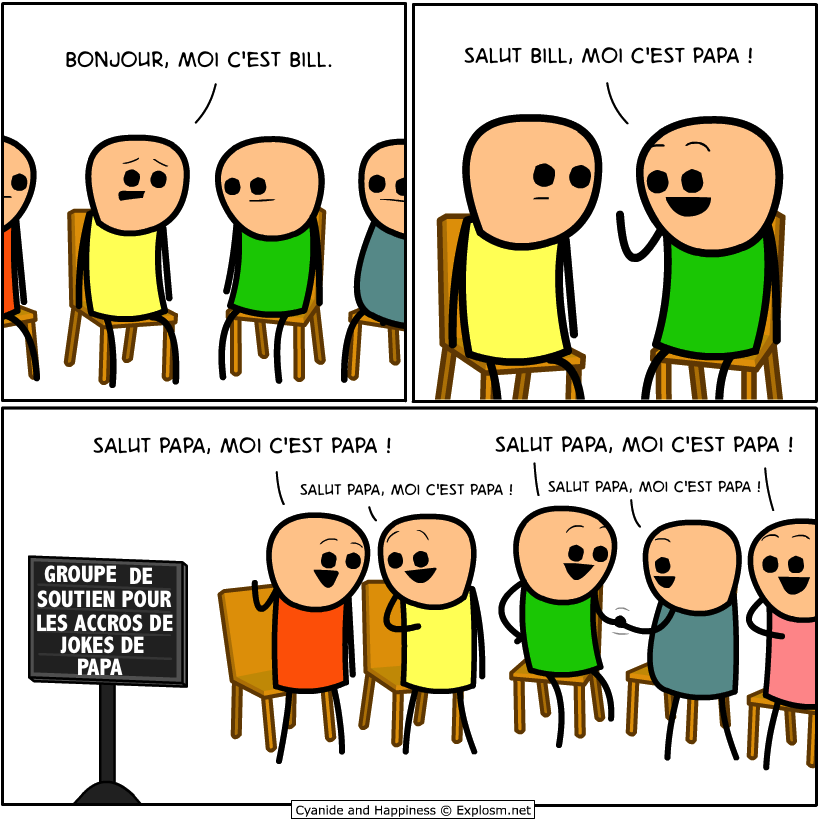 BONJOUR, MOI C'EST BILL.
SALUT BILL, MOI C'EST PAPA !
SALUT PAPA, MOI C'EST PAPA !
SALUT PAPA, MOI C'EST PAPA !
SALUT PAPA, MOI C'EST PAPA !
SALUT PAPA, MOI C'EST PAPA !
GROUPE DE
SOUTIEN POUR
LES ACCROS DE
JOKES DE
PAPA
Cyanide and Happiness © Explosm.net